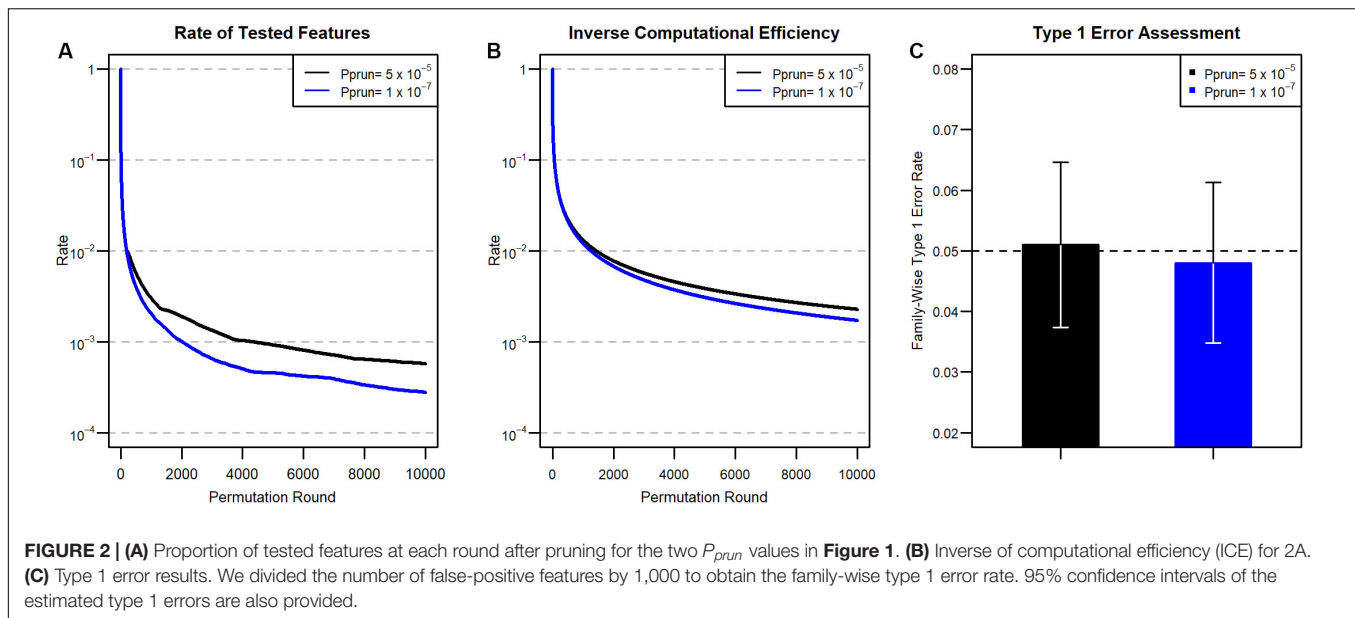 Rate of Tested Features
A
Pprun= 5 x 10⁻⁵
Pprun= 1 x 10⁻⁷
1
10⁻¹
10⁻²
10⁻³
10⁻⁴
Rate
0 2000 4000 6000 8000 10000
Permutation Round
Inverse Computational Efficiency
B
Pprun= 5 x 10⁻⁵
Pprun= 1 x 10⁻⁷
1
10⁻¹
10⁻²
10⁻³
10⁻⁴
Rate
0 2000 4000 6000 8000 10000
Permutation Round
Type 1 Error Assessment
C
Pprun= 5 x 10⁻⁵
Pprun= 1 x 10⁻⁷
0.08
0.07
0.06
0.05
0.04
0.03
0.02
Family-Wise Type 1 Error Rate
FIGURE 2 | (A) Proportion of tested features at each round after pruning for the two Pprun values in Figure 1. (B) Inverse of computational efficiency (ICE) for 2A.
(C) Type 1 error results. We divided the number of false-positive features by 1,000 to obtain the family-wise type 1 error rate. 95% confidence intervals of the
estimated type 1 errors are also provided.